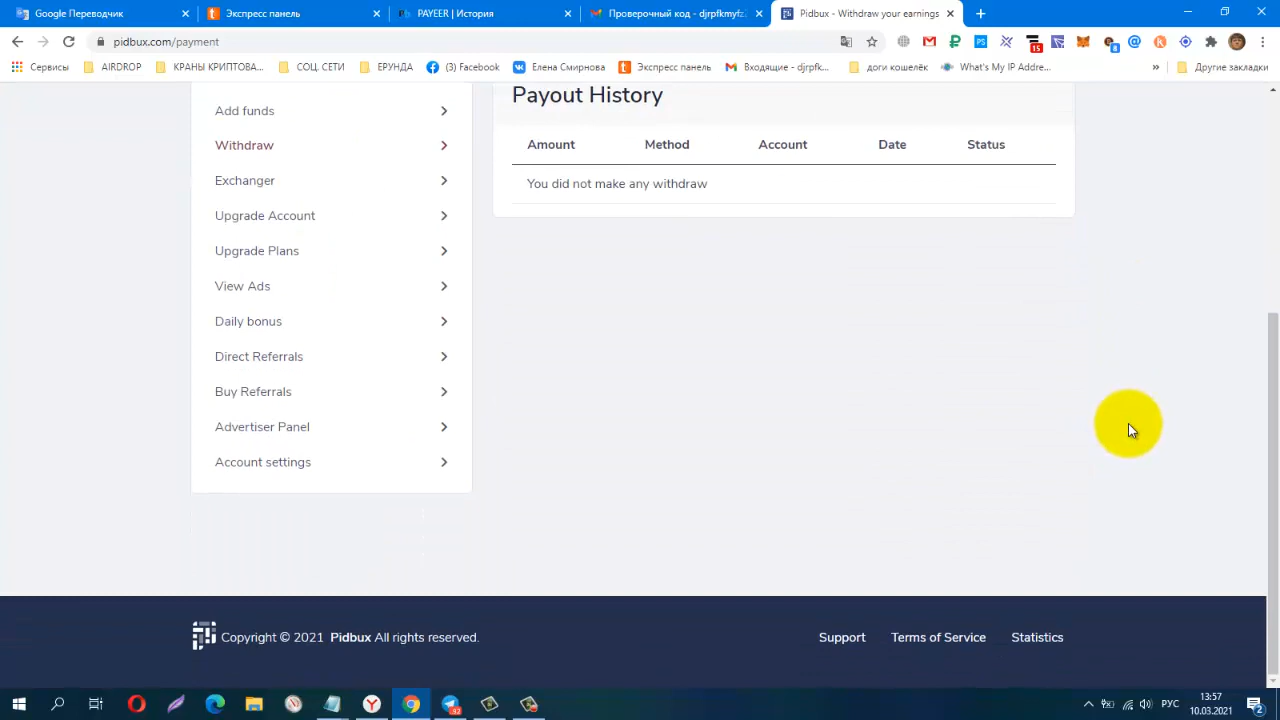 Google Переводчик
Экспресс панель
PAYEER | История
Проверочный код - djrpfkmyfz
Pidbux - Withdraw your earnings
pidbux.com/payment
15
8
Сервисы
AIRDROP
КРАНЫ КРИПТОВА...
СОЦ. СЕТИ
ЕРУНДА
(3) Facebook
Елена Смирнова
Экспресс панель
Входящие - djrpfk...
доги кошелёк
What's My IP Addre...
»
Другие закладки
Payout History
Add funds
Withdraw
Exchanger
Upgrade Account
Upgrade Plans
View Ads
Daily bonus
Direct Referrals
Buy Referrals
Advertiser Panel
Account settings
Amount Method Account Date Status
You did not make any withdraw
Copyright © 2021 Pidbux All rights reserved.
Support Terms of Service Statistics
РУС
13:57
10.03.2021
2